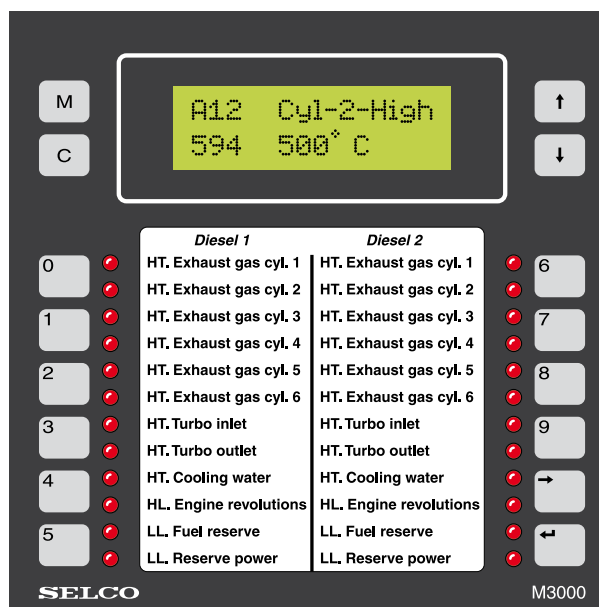 M
C
A12 Cyl-2-High
594 500° C
↑
↓
Diesel 1 Diesel 2
HT. Exhaust gas cyl. 1 HT. Exhaust gas cyl. 1
HT. Exhaust gas cyl. 2 HT. Exhaust gas cyl. 2
HT. Exhaust gas cyl. 3 HT. Exhaust gas cyl. 3
HT. Exhaust gas cyl. 4 HT. Exhaust gas cyl. 4
HT. Exhaust gas cyl. 5 HT. Exhaust gas cyl. 5
HT. Exhaust gas cyl. 6 HT. Exhaust gas cyl. 6
HT. Turbo inlet HT. Turbo inlet
HT. Turbo outlet HT. Turbo outlet
HT. Cooling water HT. Cooling water
HL. Engine revolutions HL. Engine revolutions
LL. Fuel reserve LL. Fuel reserve
LL. Reserve power LL. Reserve power
0
1
2
3
4
5
6
7
8
9
→
↵
SELCO M3000